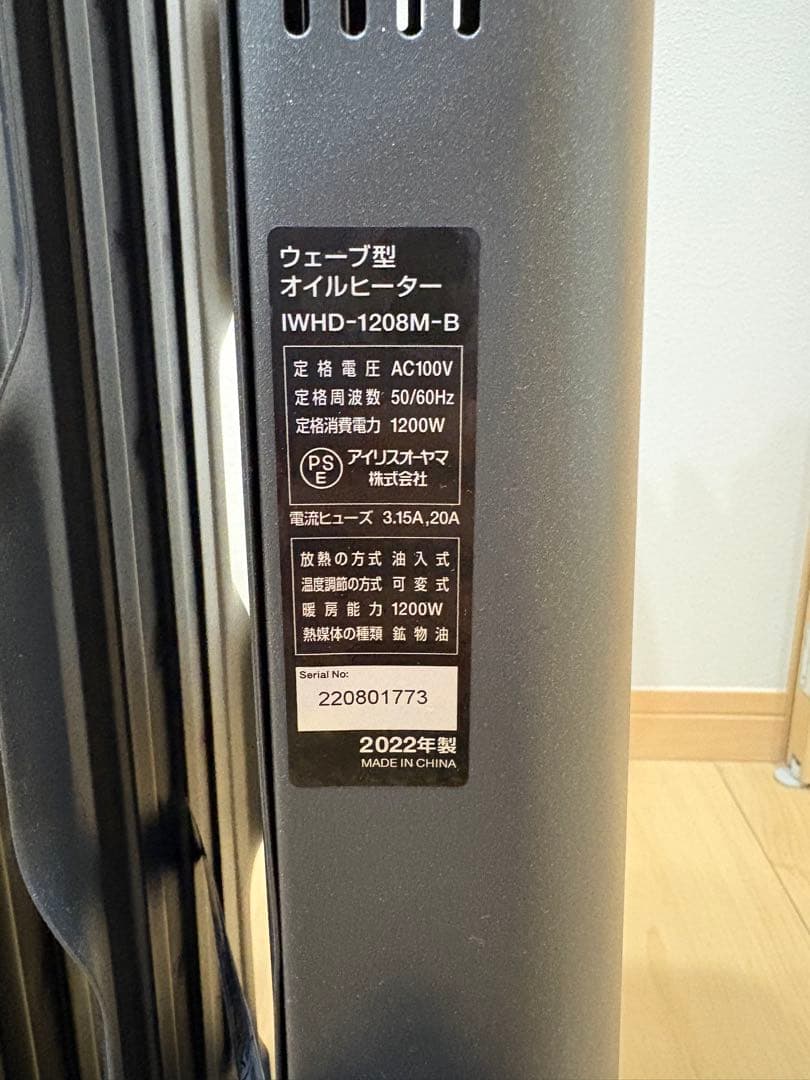 ウェーブ型
オイルヒーター
IWHD-1208M-B
定格電圧 AC100V
定格周波数 50/60Hz
定格消費電力 1200W
PSE アイリスオーヤマ
株式会社
電流ヒューズ 3.15A,20A
放熱の方式 油入式
温度調節の方式 可変式
暖房能力 1200W
熱媒体の種類 鉱物油
Serial No:
220801773
2022年製
MADE IN CHINA